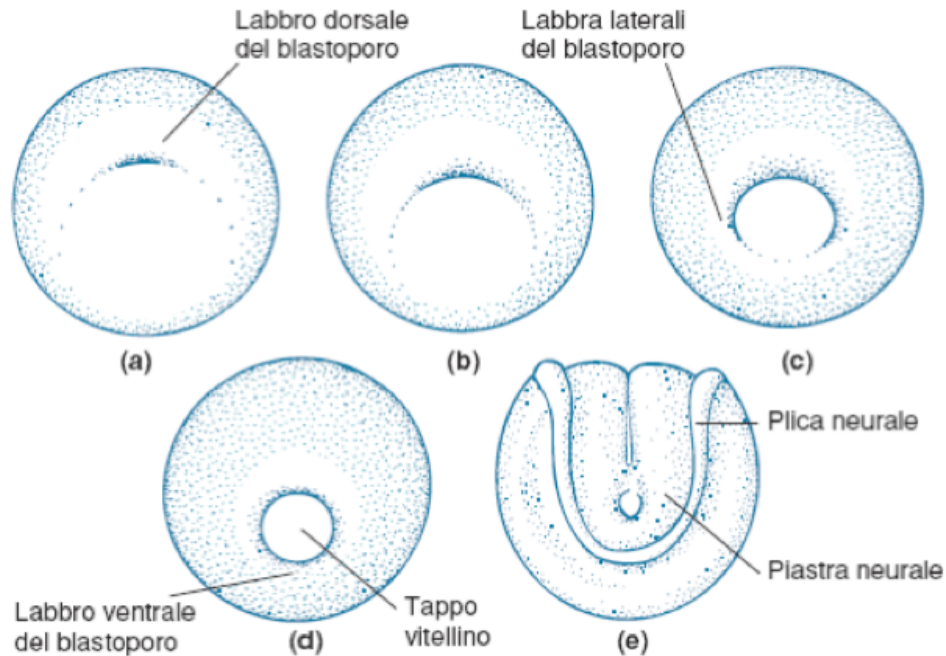 Labbro dorsale
del blastoporo
Labbra laterali
del blastoporo
(a)
(b)
(c)
Plica neurale
Piastra neurale
Labbro ventrale
del blastoporo
(d)
Tappo
vitellino
(e)